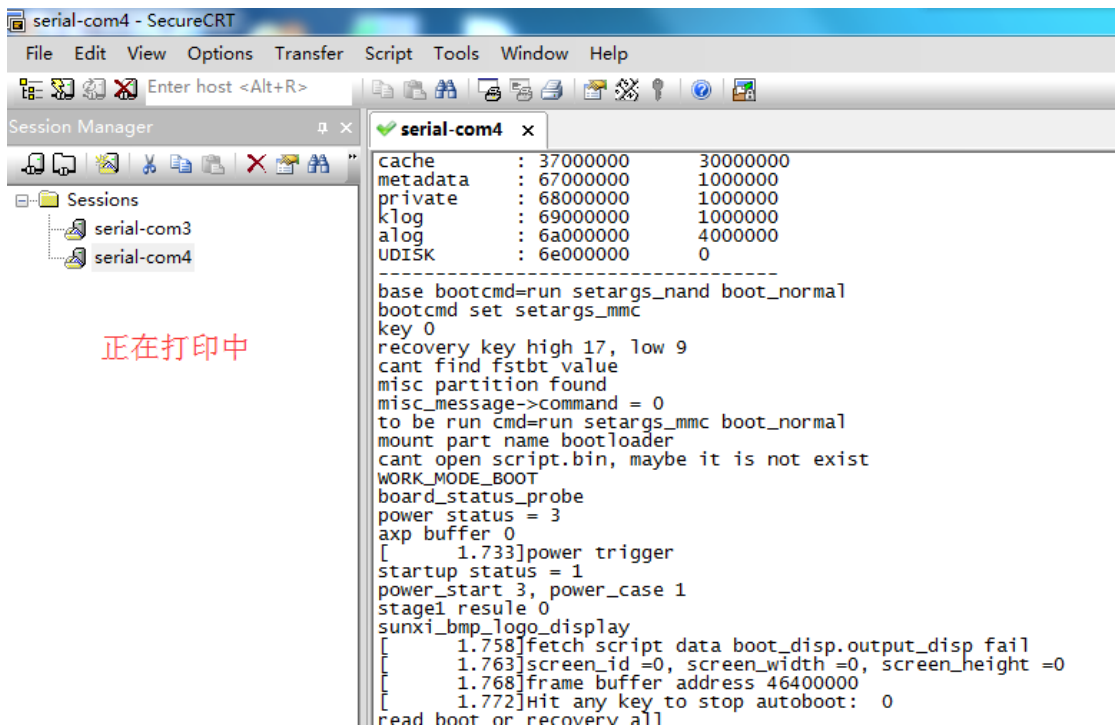 serial-com4 - SecureCRT
File Edit View Options Transfer Script Tools Window Help
Enter host <Alt+R>
Session Manager
serial-com4
Sessions
serial-com3
serial-com4
正在打印中
cache : 37000000 30000000
metadata : 67000000 1000000
private : 68000000 1000000
klog : 69000000 1000000
alog : 6a000000 4000000
UDISK : 6e000000 0
-----------------------------------
base bootcmd=run setargs_nand boot_normal
bootcmd set setargs_mmc
key 0
recovery key high 17, low 9
cant find fstbt value
misc partition found
misc_message->command = 0
to be run cmd=run setargs_mmc boot_normal
mount part name bootloader
cant open script.bin, maybe it is not exist
WORK_MODE_BOOT
board_status_probe
power status = 3
axp buffer 0
[ 1.733]power trigger
startup status = 1
power_start 3, power_case 1
stage1 resule 0
sunxi_bmp_logo_display
[ 1.758]fetch script data boot_disp.output_disp fail
[ 1.763]screen_id =0, screen_width =0, screen_height =0
[ 1.768]frame buffer address 46400000
[ 1.772]Hit any key to stop autoboot: 0
read boot or recovery all